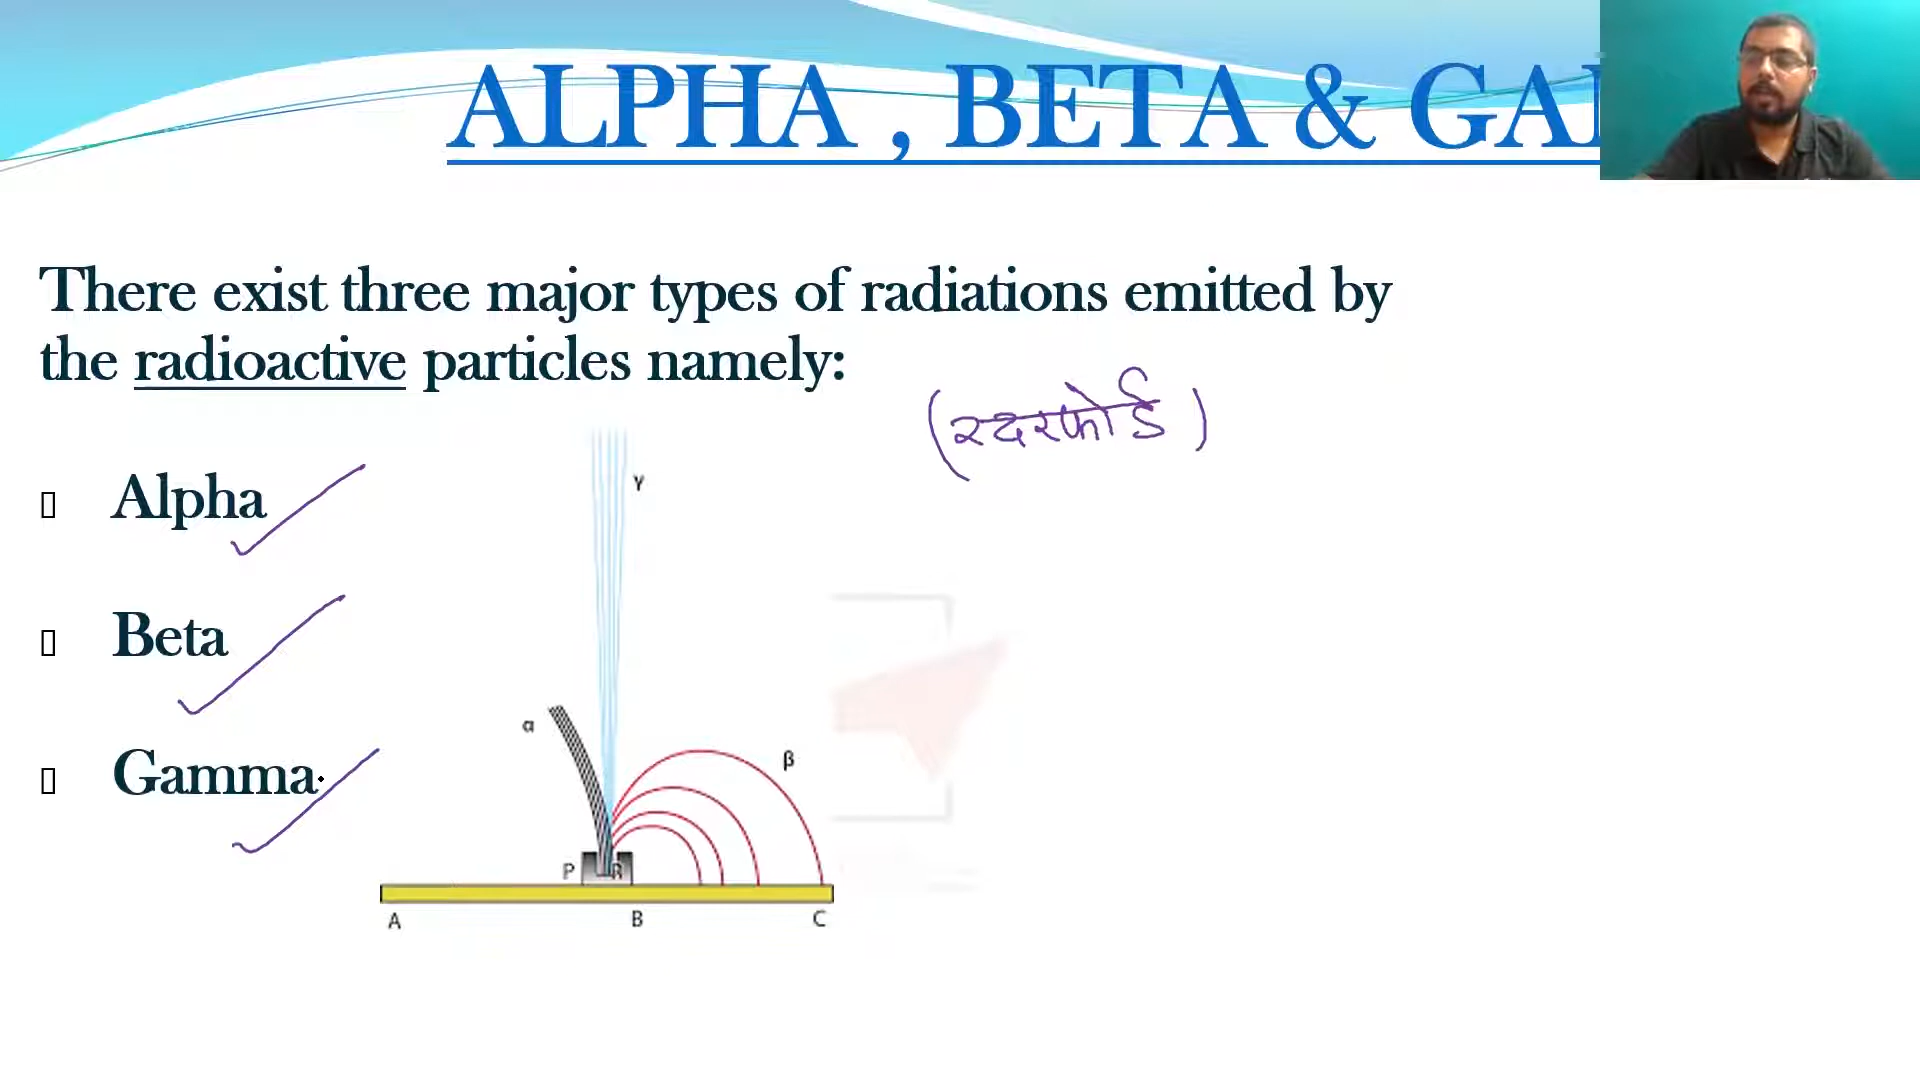 ALPHA , BETA & GA
There exist three major types of radiations emitted by
the radioactive particles namely:
(रदरफोर्ड)
Alpha
γ
Beta
α
β
Gamma
P R
A B C